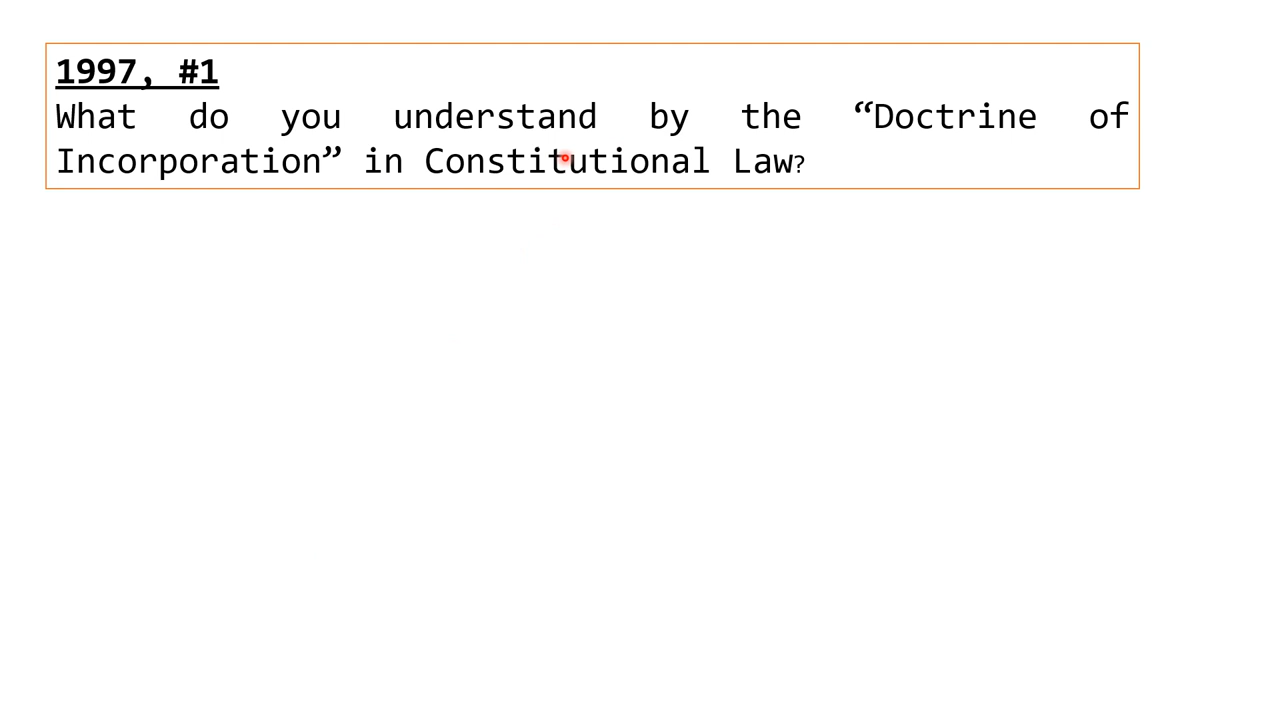 1997, #1
What do you understand by the “Doctrine of
Incorporation” in Constitutional Law?